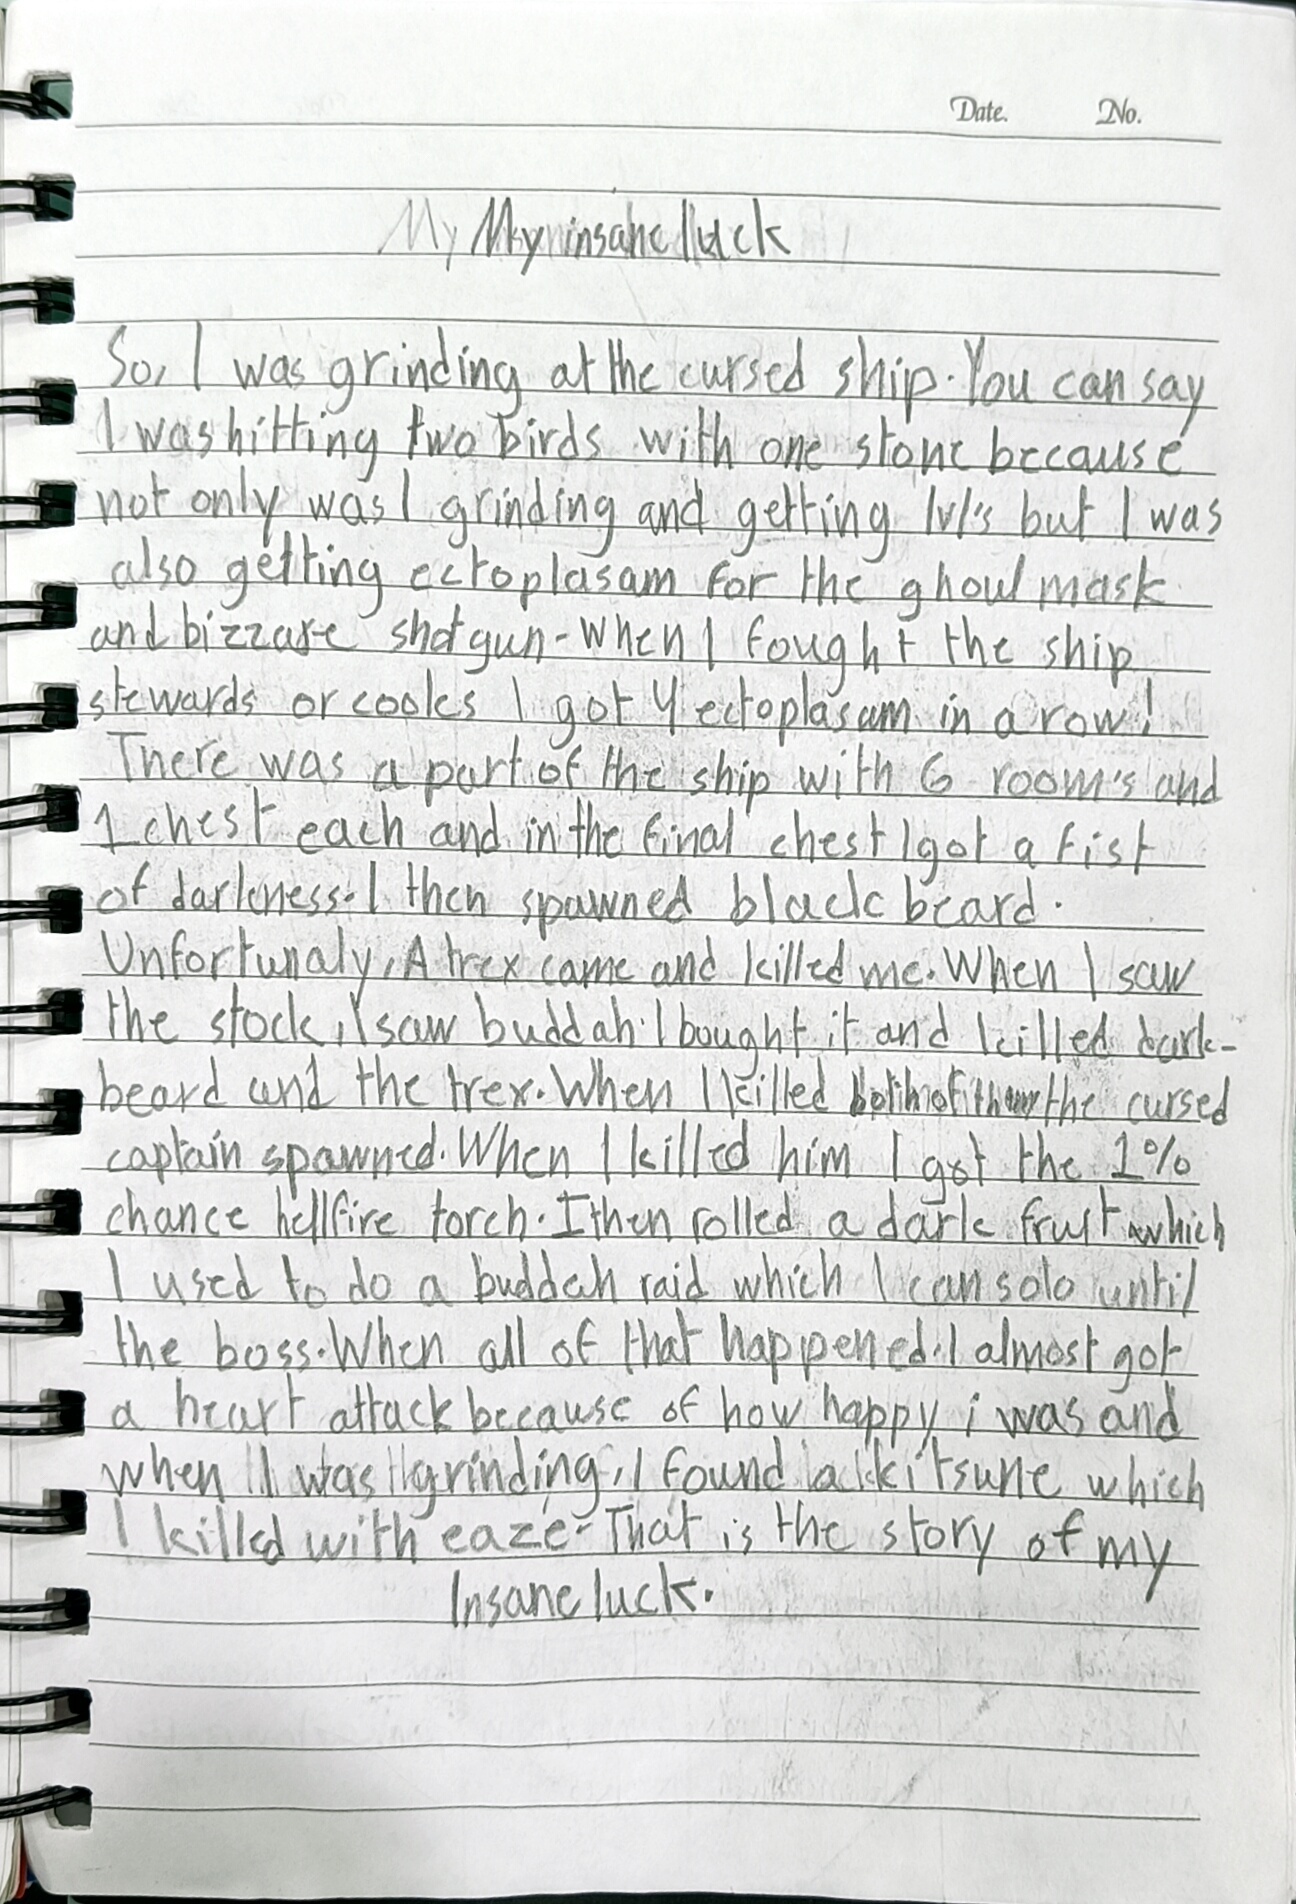 Date. No.
My insane luck
So, I was grinding at the cursed ship. You can say
I was hitting two birds with one stone because
not only was I grinding and getting lvl's but I was
also getting ectoplasam for the ghoul mask
and bizzare shotgun. When I fought the ship
stewards or cooks I got 4 ectoplasam in a row!
There was a part of the ship with 6 room's and
1 chest each and in the final chest I got a fist
of darkness. I then spawned black beard.
Unfortunaly, A trex came and killed me. When I saw
the stock, I saw buddah. I bought it and killed dark-
beard and the trex. When I killed both of them the cursed
captain spawned. When I killed him I got the 1%
chance hellfire torch. I then rolled a dark fruit which
I used to do a buddah raid which I can solo until
the boss. When all of that happened, I almost got
a heart attack because of how happy i was and
when I was grinding, I found a kitsune which
I killed with eaze. That is the story of my
Insane luck.